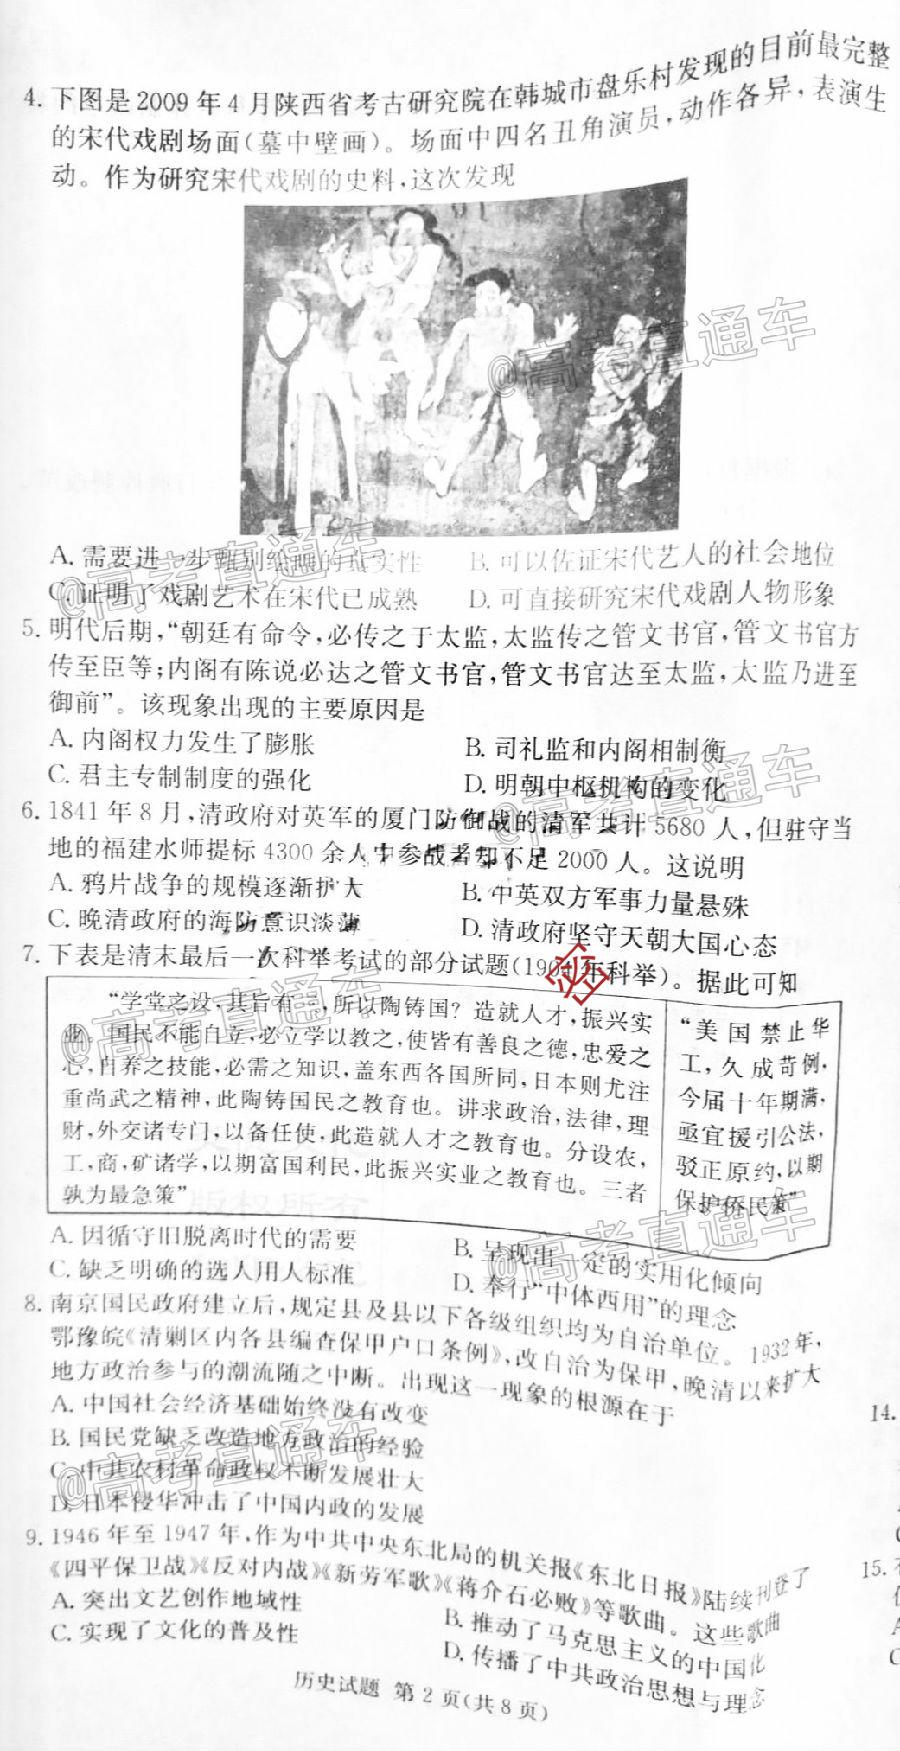 4. 下图是2009年4月陕西省考古研究院在韩城市盘乐村发现的目前最完整
的宋代戏剧场面(墓中壁画)。场面中四名丑角演员,动作各异,表演生
动。作为研究宋代戏剧的史料,这次发现
@高考直通车
A. 需要进一步甄别绘画的真实性 B. 可以佐证宋代艺人的社会地位
C. 证明了戏剧艺术在宋代已成熟 D. 可直接研究宋代戏剧人物形象
@高考直通车
5. 明代后期,“朝廷有命令,必传之于太监,太监传之管文书官,管文书官方
传至臣等;内阁有陈说必达之管文书官,管文书官达至太监,太监乃进至
御前”。该现象出现的主要原因是
A. 内阁权力发生了膨胀 B. 司礼监和内阁相制衡
C. 君主专制制度的强化 D. 明朝中枢机构的变化
@高考直通车
6. 1841年8月,清政府对英军的厦门防御战的清军共计5680人,但驻守当
地的福建水师提标4300余人中参战者却不足2000人。这说明
A. 鸦片战争的规模逐渐扩大 B. 中英双方军事力量悬殊
C. 晚清政府的海防意识淡薄 D. 清政府坚守天朝大国心态
7. 下表是清末最后一次科举考试的部分试题(1904年科举)。据此可知
密
“学堂之设,其旨有三,所以陶铸国?造就人才,振兴实
业。国民不能自立,必立学以教之,使皆有善良之德,忠爱之
心,自养之技能,必需之知识,盖东西各国所同,日本则尤注
重尚武之精神,此陶铸国民之教育也。讲求政治,法律,理
财,外交诸专门,以备任使,此造就人才之教育也。分设农,
工,商,矿诸学,以期富国利民,此振兴实业之教育也。三者
孰为最急策”
“美国禁止华
工,久成苛例,
今届十年期满,
亟宜援引公法,
驳正原约,以期
保护侨民策”
@高考直通车
版权所有
@高考直通车
A. 因循守旧脱离时代的需要 B. 呈现出一定的实用化倾向
C. 缺乏明确的选人用人标准 D. 奉行“中体西用”的理念
8. 南京国民政府建立后,规定县及县以下各级组织均为自治单位。1932年,
鄂豫皖《清剿区内各县编查保甲户口条例》,改自治为保甲,晚清以来扩大
地方政治参与的潮流随之中断。出现这一现象的根源在于
A. 中国社会经济基础始终没有改变
B. 国民党缺乏改造地方政治的经验
C. 中共农村革命政权不断发展壮大
D. 日本侵华冲击了中国内政的发展
@高考直通车
9. 1946年至1947年,作为中共中央东北局的机关报《东北日报》陆续刊登了
《四平保卫战》《反对内战》《新劳军歌》《蒋介石必败》等歌曲。这些歌曲
A. 突出文艺创作地域性 B. 推动了马克思主义的中国化
C. 实现了文化的普及性 D. 传播了中共政治思想与理念
历史试题 第2页(共8页)
14.
15.